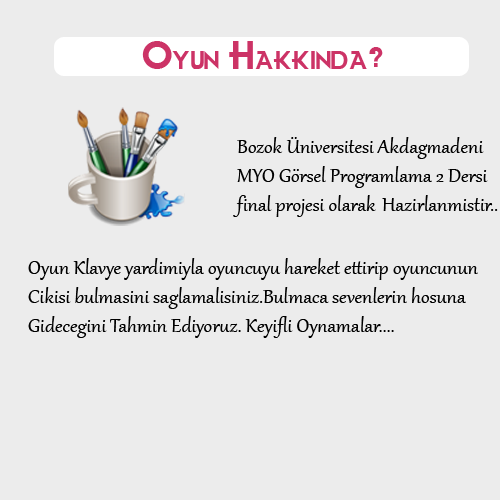 Oyun Hakkinda?
Bozok Üniversitesi Akdagmadeni
MYO Görsel Programlama 2 Dersi
final projesi olarak Hazirlanmistir..
Oyun Klavye yardimiyla oyuncuyu hareket ettirip oyuncunun
Cikisi bulmasini saglamalisiniz.Bulmaca sevenlerin hosuna
Gidecegini Tahmin Ediyoruz. Keyifli Oynamalar....